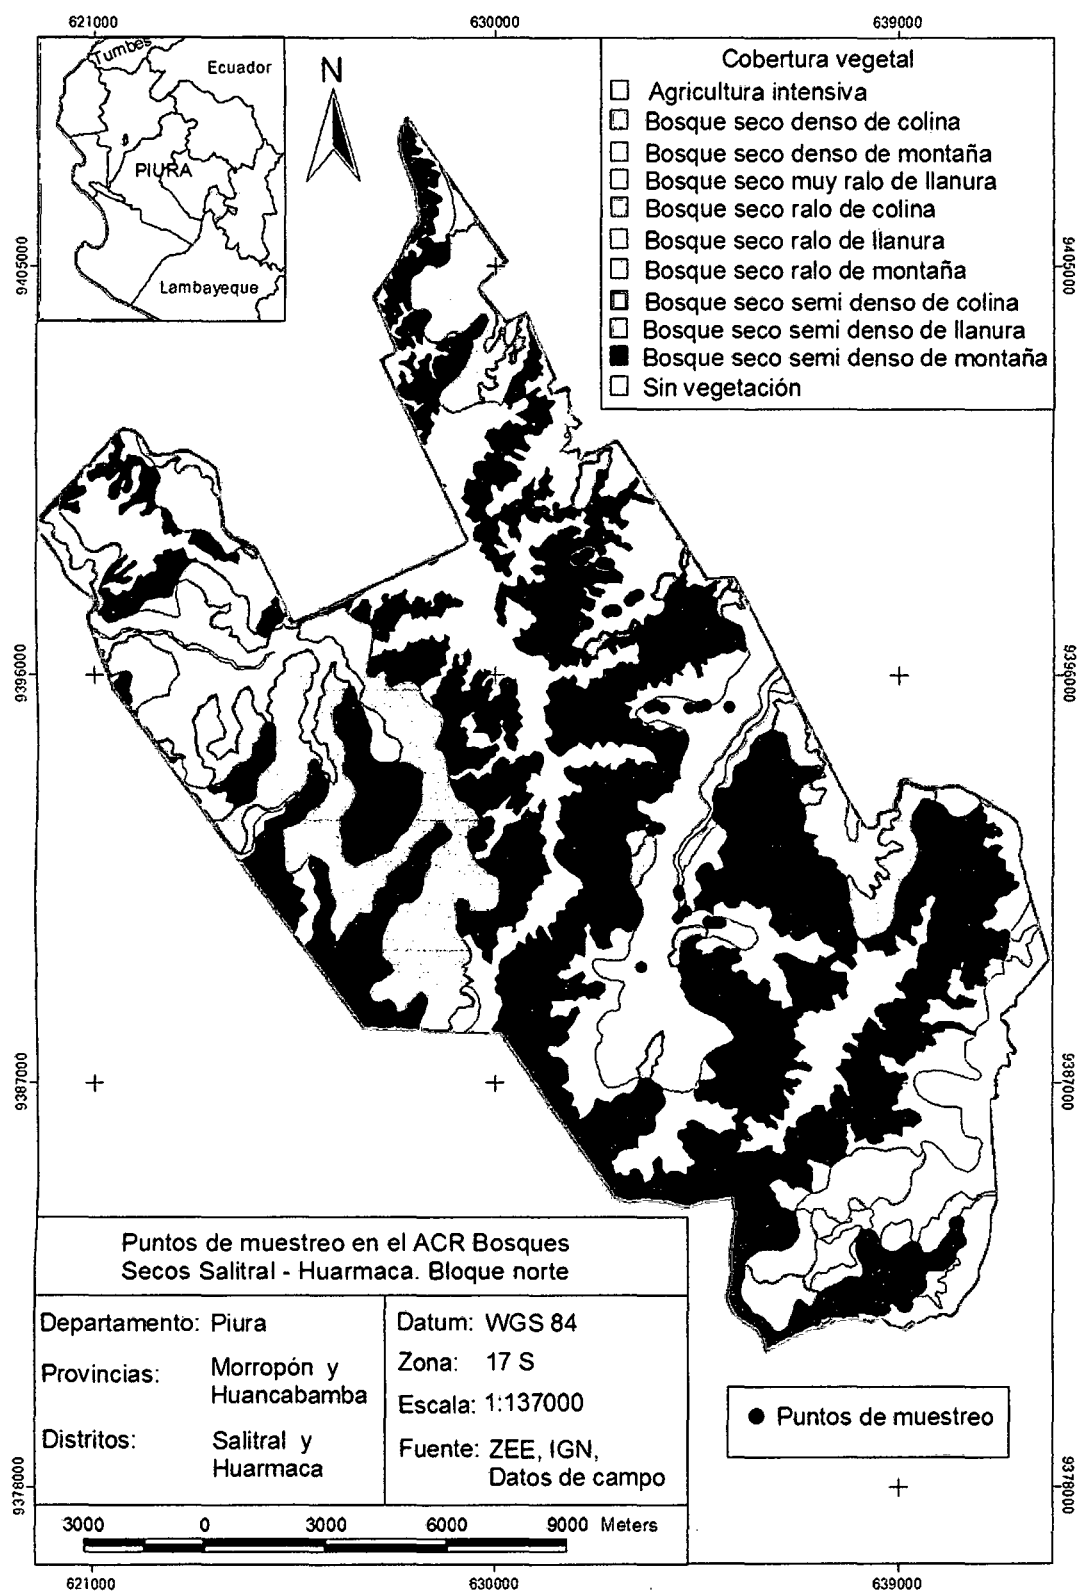 621000
630000
639000
Tumbes
Ecuador
PIURA
Lambayeque
N
Cobertura vegetal
Agricultura intensiva
Bosque seco denso de colina
Bosque seco denso de montaña
Bosque seco muy ralo de llanura
Bosque seco ralo de colina
Bosque seco ralo de llanura
Bosque seco ralo de montaña
Bosque seco semi denso de colina
Bosque seco semi denso de llanura
Bosque seco semi denso de montaña
Sin vegetación
9405000
9405000
9396000
9396000
9387000
9387000
9378000
9378000
Puntos de muestreo en el ACR Bosques
Secos Salitral - Huarmaca. Bloque norte
Departamento: Piura
Provincias: Morropón y
Huancabamba
Distritos: Salitral y
Huarmaca
Datum: WGS 84
Zona: 17 S
Escala: 1:137000
Fuente: ZEE, IGN,
Datos de campo
Puntos de muestreo
3000 0 3000 6000 9000 Meters
621000
630000
639000